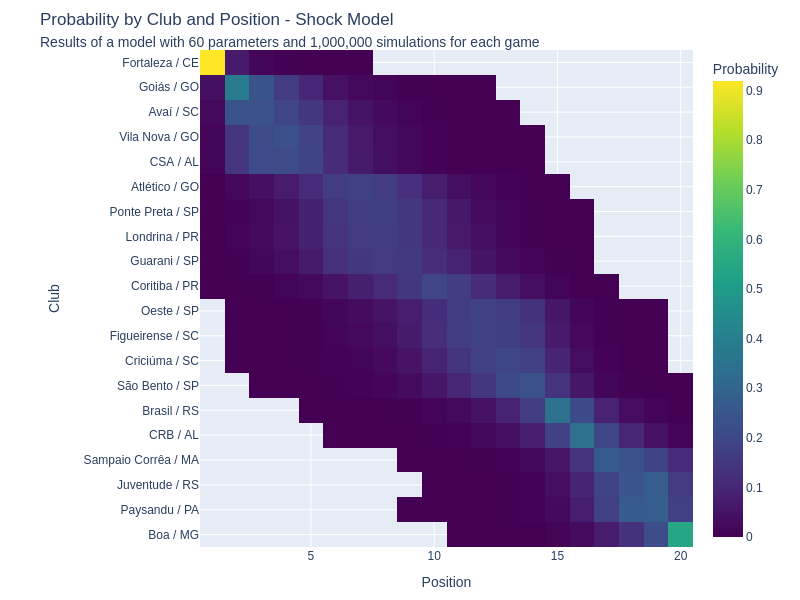 Probability by Club and Position - Shock Model
Results of a model with 60 parameters and 1,000,000 simulations for each game
Probability
Fortaleza / CE
Goiás / GO
Avaí / SC
Vila Nova / GO
CSA / AL
Atlético / GO
Ponte Preta / SP
Londrina / PR
Guarani / SP
Coritiba / PR
Oeste / SP
Figueirense / SC
Criciúma / SC
São Bento / SP
Brasil / RS
CRB / AL
Sampaio Corrêa / MA
Juventude / RS
Paysandu / PA
Boa / MG
Club
5
10
15
20
Position
0.9
0.8
0.7
0.6
0.5
0.4
0.3
0.2
0.1
0